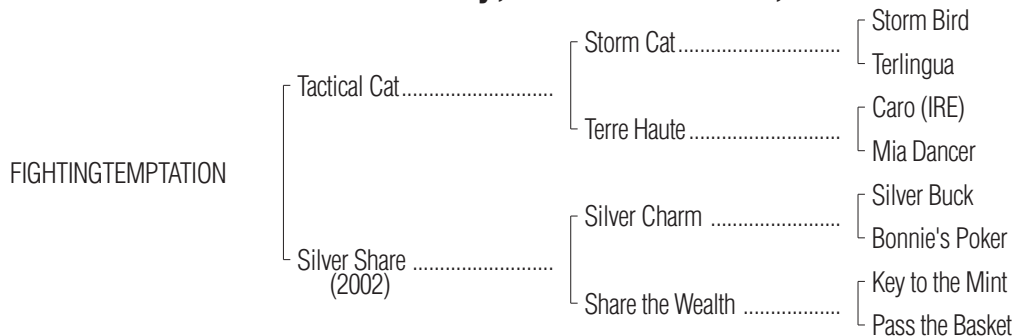 Storm Bird
Storm Cat..............................
Terlingua
Tactical Cat............................
Caro (IRE)
Terre Haute ............................
Mia Dancer
FIGHTINGTEMPTATION
Silver Buck
Silver Charm ........................
Bonnie's Poker
Silver Share ..........................
(2002)
Key to the Mint
Share the Wealth ..................
Pass the Basket